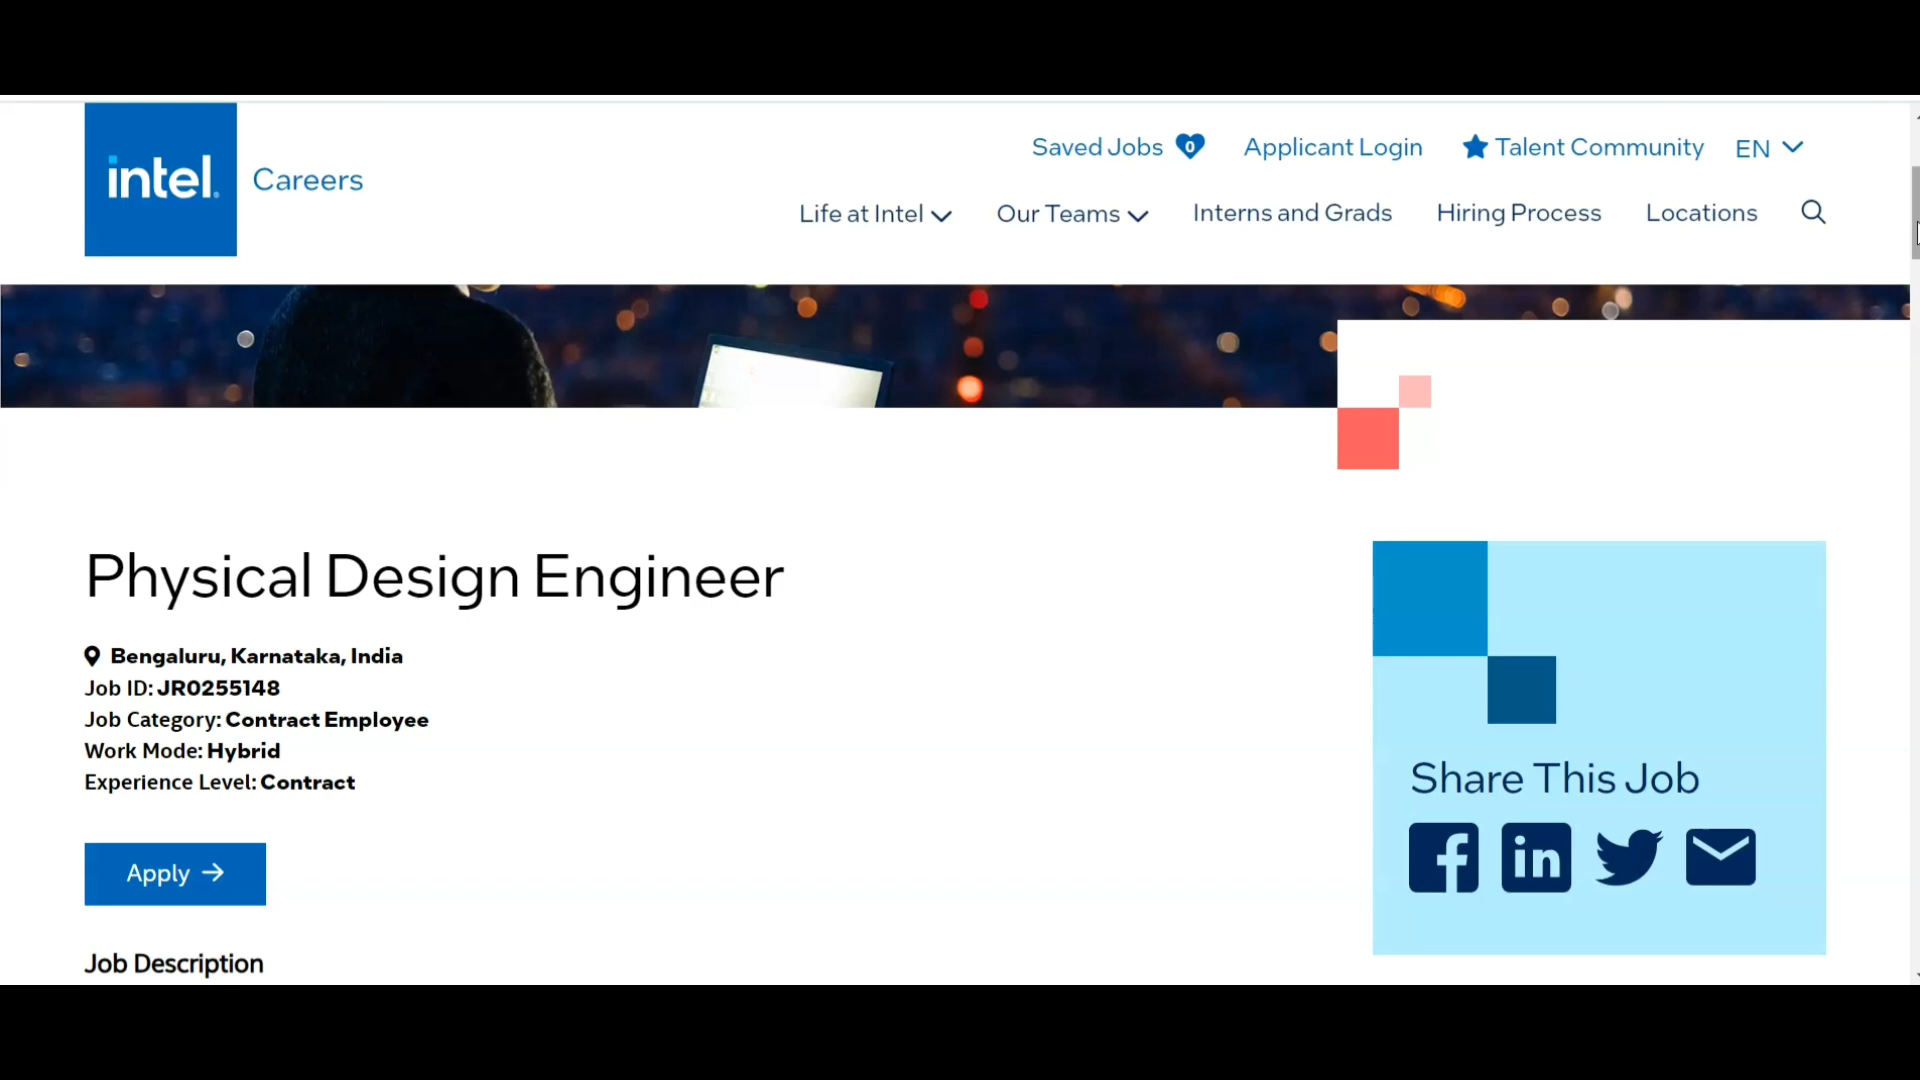 intel.
Careers
Saved Jobs 0 Applicant Login Talent Community EN
Life at Intel Our Teams Interns and Grads Hiring Process Locations
Physical Design Engineer
Bengaluru, Karnataka, India
Job ID: JR0255148
Job Category: Contract Employee
Work Mode: Hybrid
Experience Level: Contract
Apply →
Share This Job
Job Description